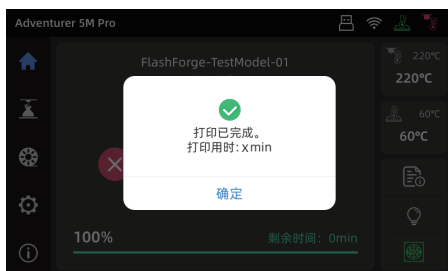 Adventurer 5M Pro
FlashForge-TestModel-01
220℃
220℃
60℃
60℃
打印已完成。
打印用时: x min
确定
100%
剩余时间: 0min